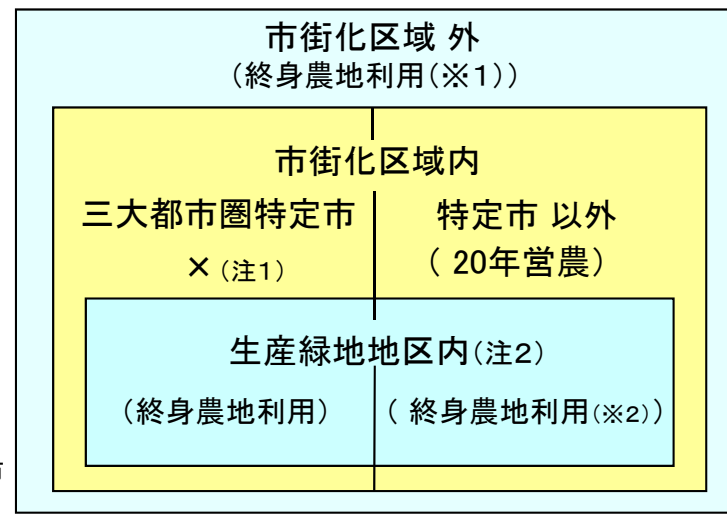 市街化区域 外
（終身農地利用（※1））
市街化区域内
三大都市圏特定市
×（注1）
特定市 以外
（ 20年営農）
生産緑地地区内（注2）
（終身農地利用）
（ 終身農地利用（※2））